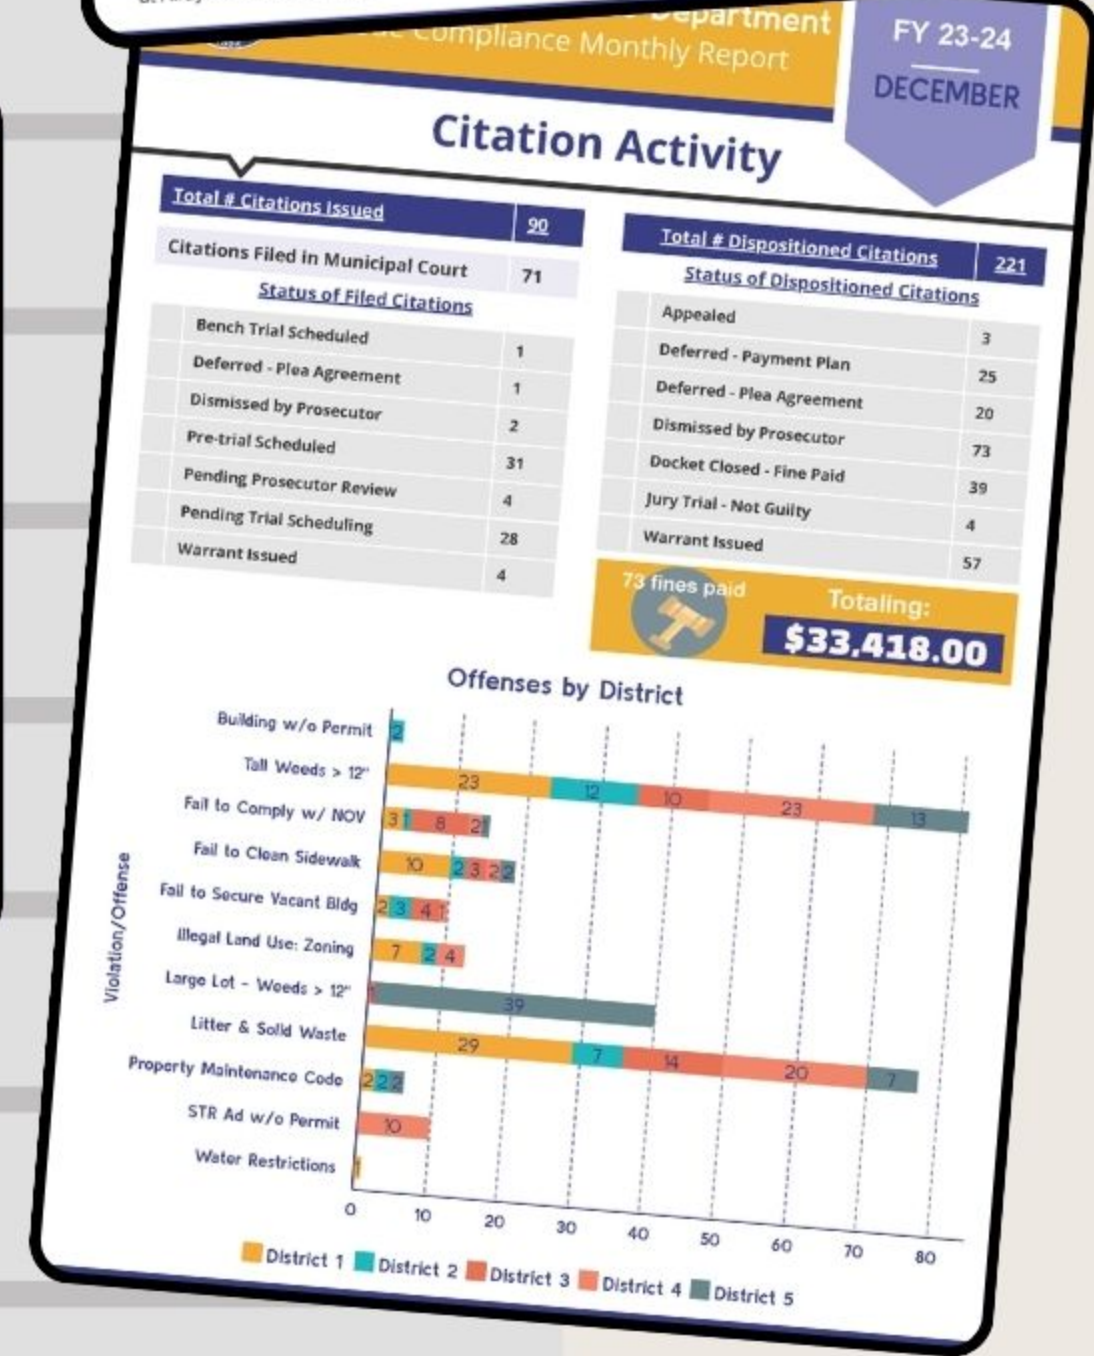 Department
Compliance Monthly Report
FY 23-24
DECEMBER
Citation Activity
Total # Citations Issued 90
Citations Filed in Municipal Court 71
Status of Filed Citations
Bench Trial Scheduled 1
Deferred - Plea Agreement 1
Dismissed by Prosecutor 2
Pre-trial Scheduled 31
Pending Prosecutor Review 4
Pending Trial Scheduling 28
Warrant Issued 4
Total # Dispositioned Citations 221
Status of Dispositioned Citations
Appealed 3
Deferred - Payment Plan 25
Deferred - Plea Agreement 20
Dismissed by Prosecutor 73
Docket Closed - Fine Paid 39
Jury Trial - Not Guilty 4
Warrant Issued 57
73 fines paid
Totaling:
$33,418.00
Offenses by District
Violation/Offense
Building w/o Permit 2
Tall Weeds > 12" 23 12 10 23 13
Fail to Comply w/ NOV 3 1 8 2 1
Fail to Clean Sidewalk 10 2 3 2 2
Fail to Secure Vacant Bldg 2 3 4 1
Illegal Land Use: Zoning 7 2 4
Large Lot - Weeds > 12" 1 39
Litter & Solid Waste 29 7 14 20 7
Property Maintenance Code 2 2 2
STR Ad w/o Permit 10
Water Restrictions 1
0 10 20 30 40 50 60 70 80
District 1 District 2 District 3 District 4 District 5